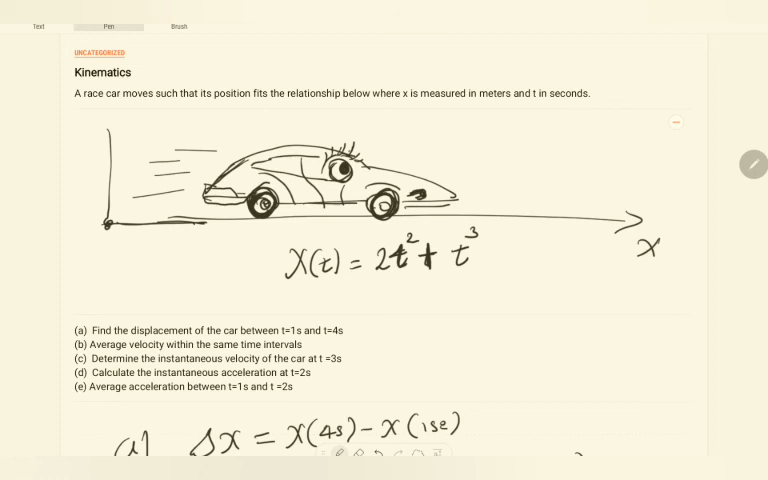 Text Pen Brush
UNCATEGORIZED
Kinematics
A race car moves such that its position fits the relationship below where x is measured in meters and t in seconds.
X(t) = 2t² + t³
x
(a) Find the displacement of the car between t=1s and t=4s
(b) Average velocity within the same time intervals
(c) Determine the instantaneous velocity of the car at t =3s
(d) Calculate the instantaneous acceleration at t=2s
(e) Average acceleration between t=1s and t =2s
(a) Δx = x(4s) - x(1se)